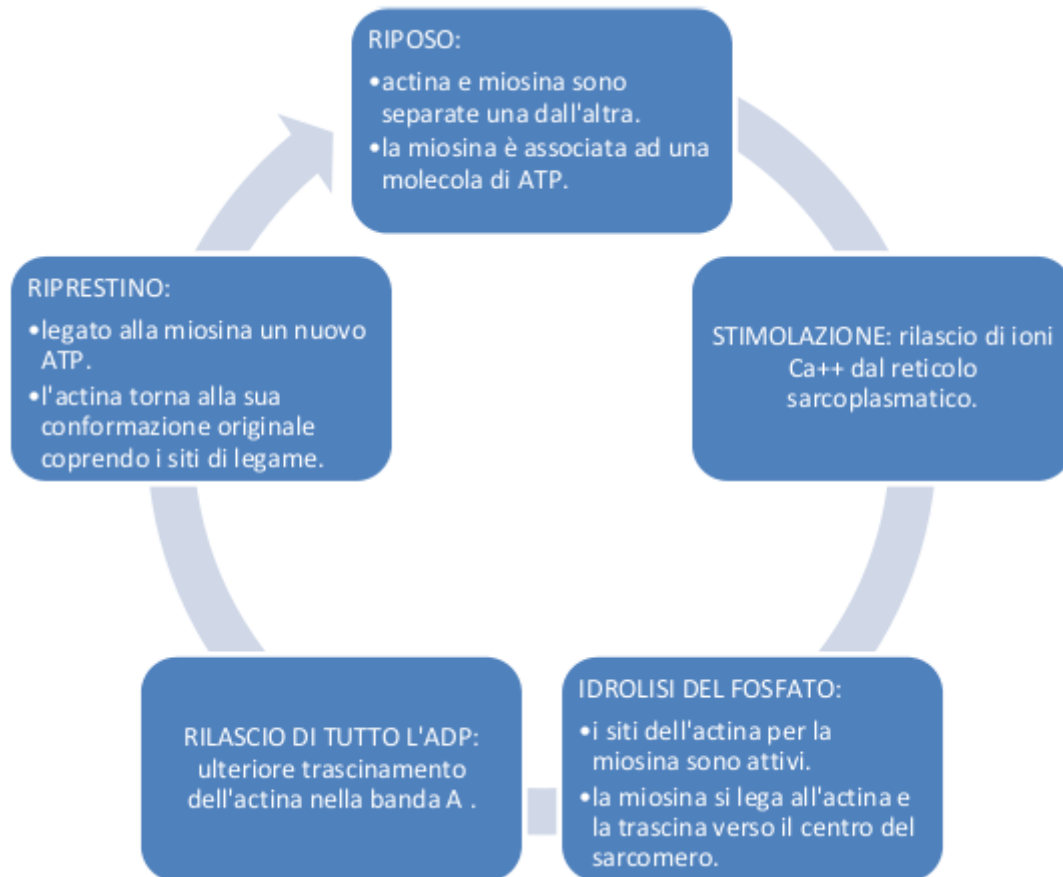 RIPOSO:
•actina e miosina sono
separate una dall'altra.
•la miosina è associata ad una
molecola di ATP.
STIMOLAZIONE: rilascio di ioni
Ca++ dal reticolo
sarcoplasmatico.
IDROLISI DEL FOSFATO:
•i siti dell'actina per la
miosina sono attivi.
•la miosina si lega all'actina e
la trascina verso il centro del
sarcomero.
RILASCIO DI TUTTO L'ADP:
ulteriore trascinamento
dell'actina nella banda A .
RIPRESTINO:
•legato alla miosina un nuovo
ATP.
•l'actina torna alla sua
conformazione originale
coprendo i siti di legame.